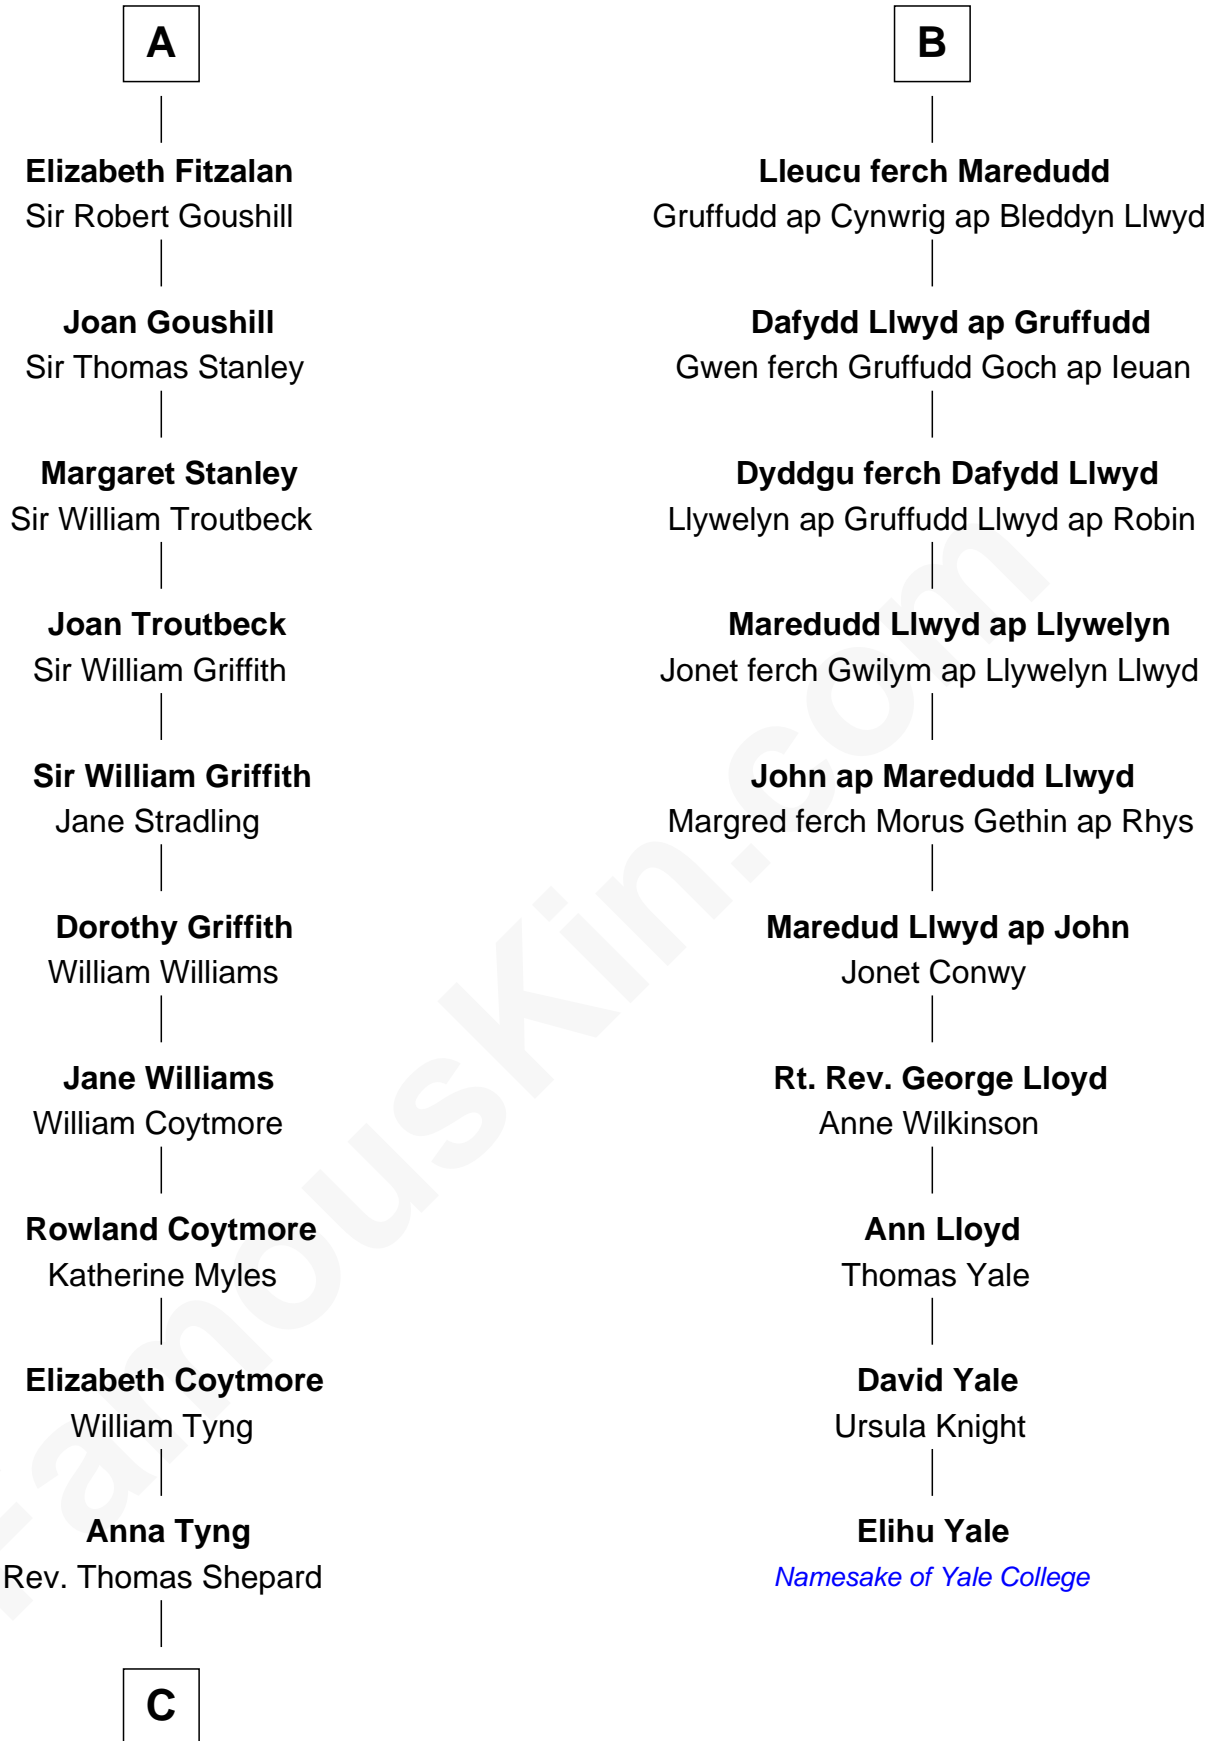 A
Elizabeth Fitzalan
Sir Robert Goushill
Joan Goushill
Sir Thomas Stanley
Margaret Stanley
Sir William Troutbeck
Joan Troutbeck
Sir William Griffith
Sir William Griffith
Jane Stradling
Dorothy Griffith
William Williams
Jane Williams
William Coytmore
Rowland Coytmore
Katherine Myles
Elizabeth Coytmore
William Tyng
Anna Tyng
Rev. Thomas Shepard
C
B
Lleucu ferch Maredudd
Gruffudd ap Cynwrig ap Bleddyn Llwyd
Dafydd Llwyd ap Gruffudd
Gwen ferch Gruffudd Goch ap Ieuan
Dyddgu ferch Dafydd Llwyd
Llywelyn ap Gruffudd Llwyd ap Robin
Maredudd Llwyd ap Llywelyn
Jonet ferch Gwilym ap Llywelyn Llwyd
John ap Maredudd Llwyd
Margred ferch Morus Gethin ap Rhys
Maredud Llwyd ap John
Jonet Conwy
Rt. Rev. George Lloyd
Anne Wilkinson
Ann Lloyd
Thomas Yale
David Yale
Ursula Knight
Elihu Yale
Namesake of Yale College
FamousKin.com